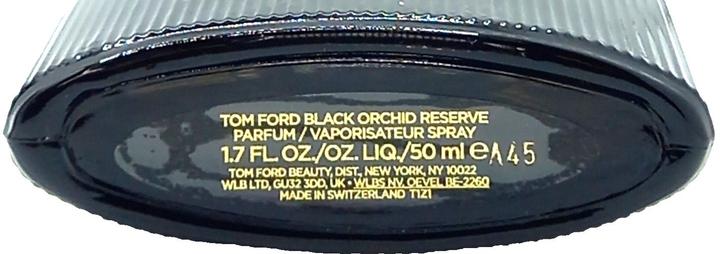 TOM FORD BLACK ORCHID RESERVE
PARFUM / VAPORISATEUR SPRAY
1.7 FL. OZ./OZ. LIQ./50 ml ℮ A45
TOM FORD BEAUTY, DIST., NEW YORK, NY 10022
WLB LTD, GU32 3DD, UK • WLBS NV. OEVEL BE-2260
MADE IN SWITZERLAND T1Z1